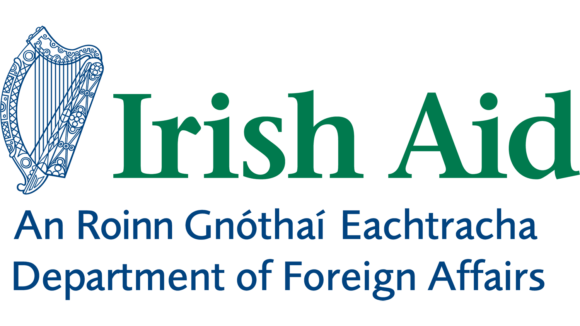 Irish Aid
An Roinn Gnóthaí Eachtracha
Department of Foreign Affairs